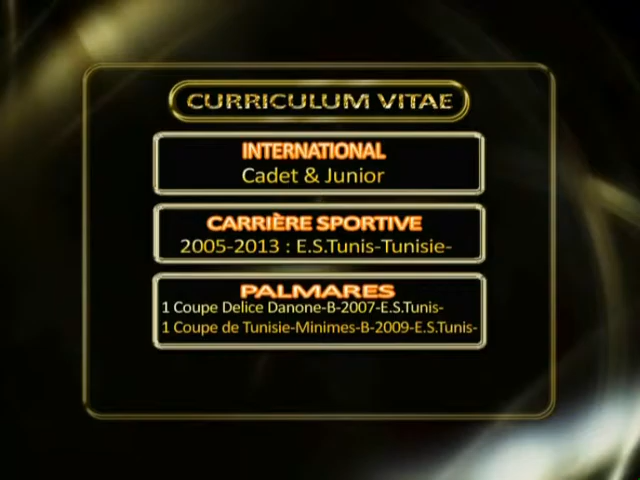 CURRICULUM VITAE
INTERNATIONAL
Cadet & Junior
CARRIÈRE SPORTIVE
2005-2013 : E.S.Tunis-Tunisie-
PALMARES
1 Coupe Delice Danone-B-2007-E.S.Tunis-
1 Coupe de Tunisie-Minimes-B-2009-E.S.Tunis-